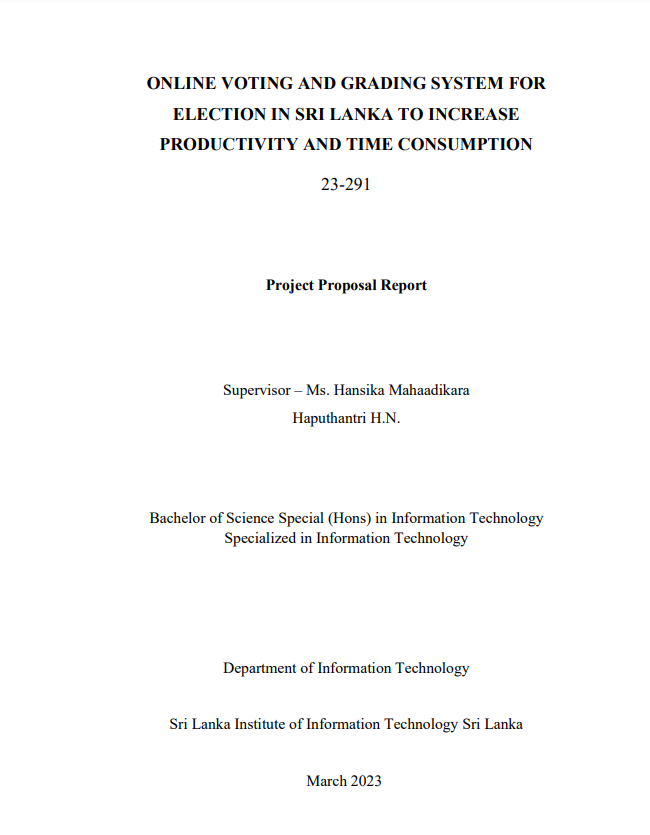 ONLINE VOTING AND GRADING SYSTEM FOR
ELECTION IN SRI LANKA TO INCREASE
PRODUCTIVITY AND TIME CONSUMPTION
23-291
Project Proposal Report
Supervisor – Ms. Hansika Mahaadikara
Haputhantri H.N.
Bachelor of Science Special (Hons) in Information Technology
Specialized in Information Technology
Department of Information Technology
Sri Lanka Institute of Information Technology Sri Lanka
March 2023